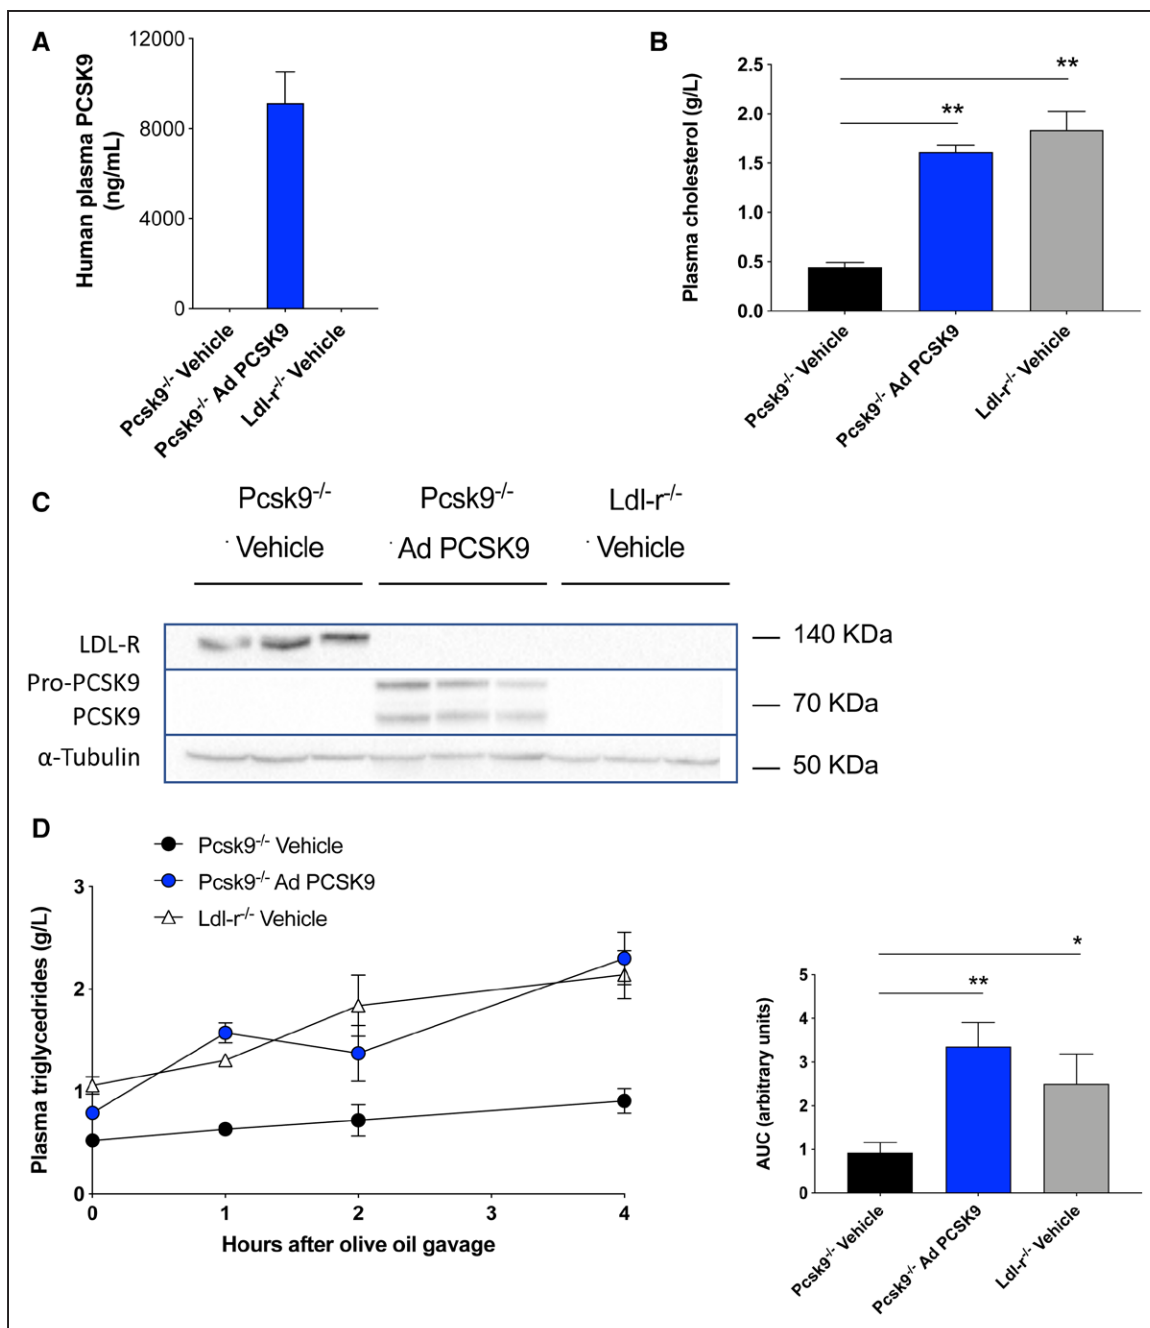 A
Human plasma PCSK9
(ng/mL)
12000
8000
4000
0
Pcsk9-/- Vehicle
Pcsk9-/- Ad PCSK9
Ldl-r-/- Vehicle
B
Plasma cholesterol (g/L)
2.5
2.0
1.5
1.0
0.5
0.0
**
**
Pcsk9-/- Vehicle
Pcsk9-/- Ad PCSK9
Ldl-r-/- Vehicle
C
Pcsk9-/-
Vehicle
Pcsk9-/-
Ad PCSK9
Ldl-r-/-
Vehicle
LDL-R
Pro-PCSK9
PCSK9
α-Tubulin
140 KDa
70 KDa
50 KDa
D
Pcsk9-/- Vehicle
Pcsk9-/- Ad PCSK9
Ldl-r-/- Vehicle
Plasma triglycedrides (g/L)
3
2
1
0
0 1 2 3 4
Hours after olive oil gavage
AUC (arbitrary units)
5
4
3
2
1
0
*
**
Pcsk9-/- Vehicle
Pcsk9-/- Ad PCSK9
Ldl-r-/- Vehicle